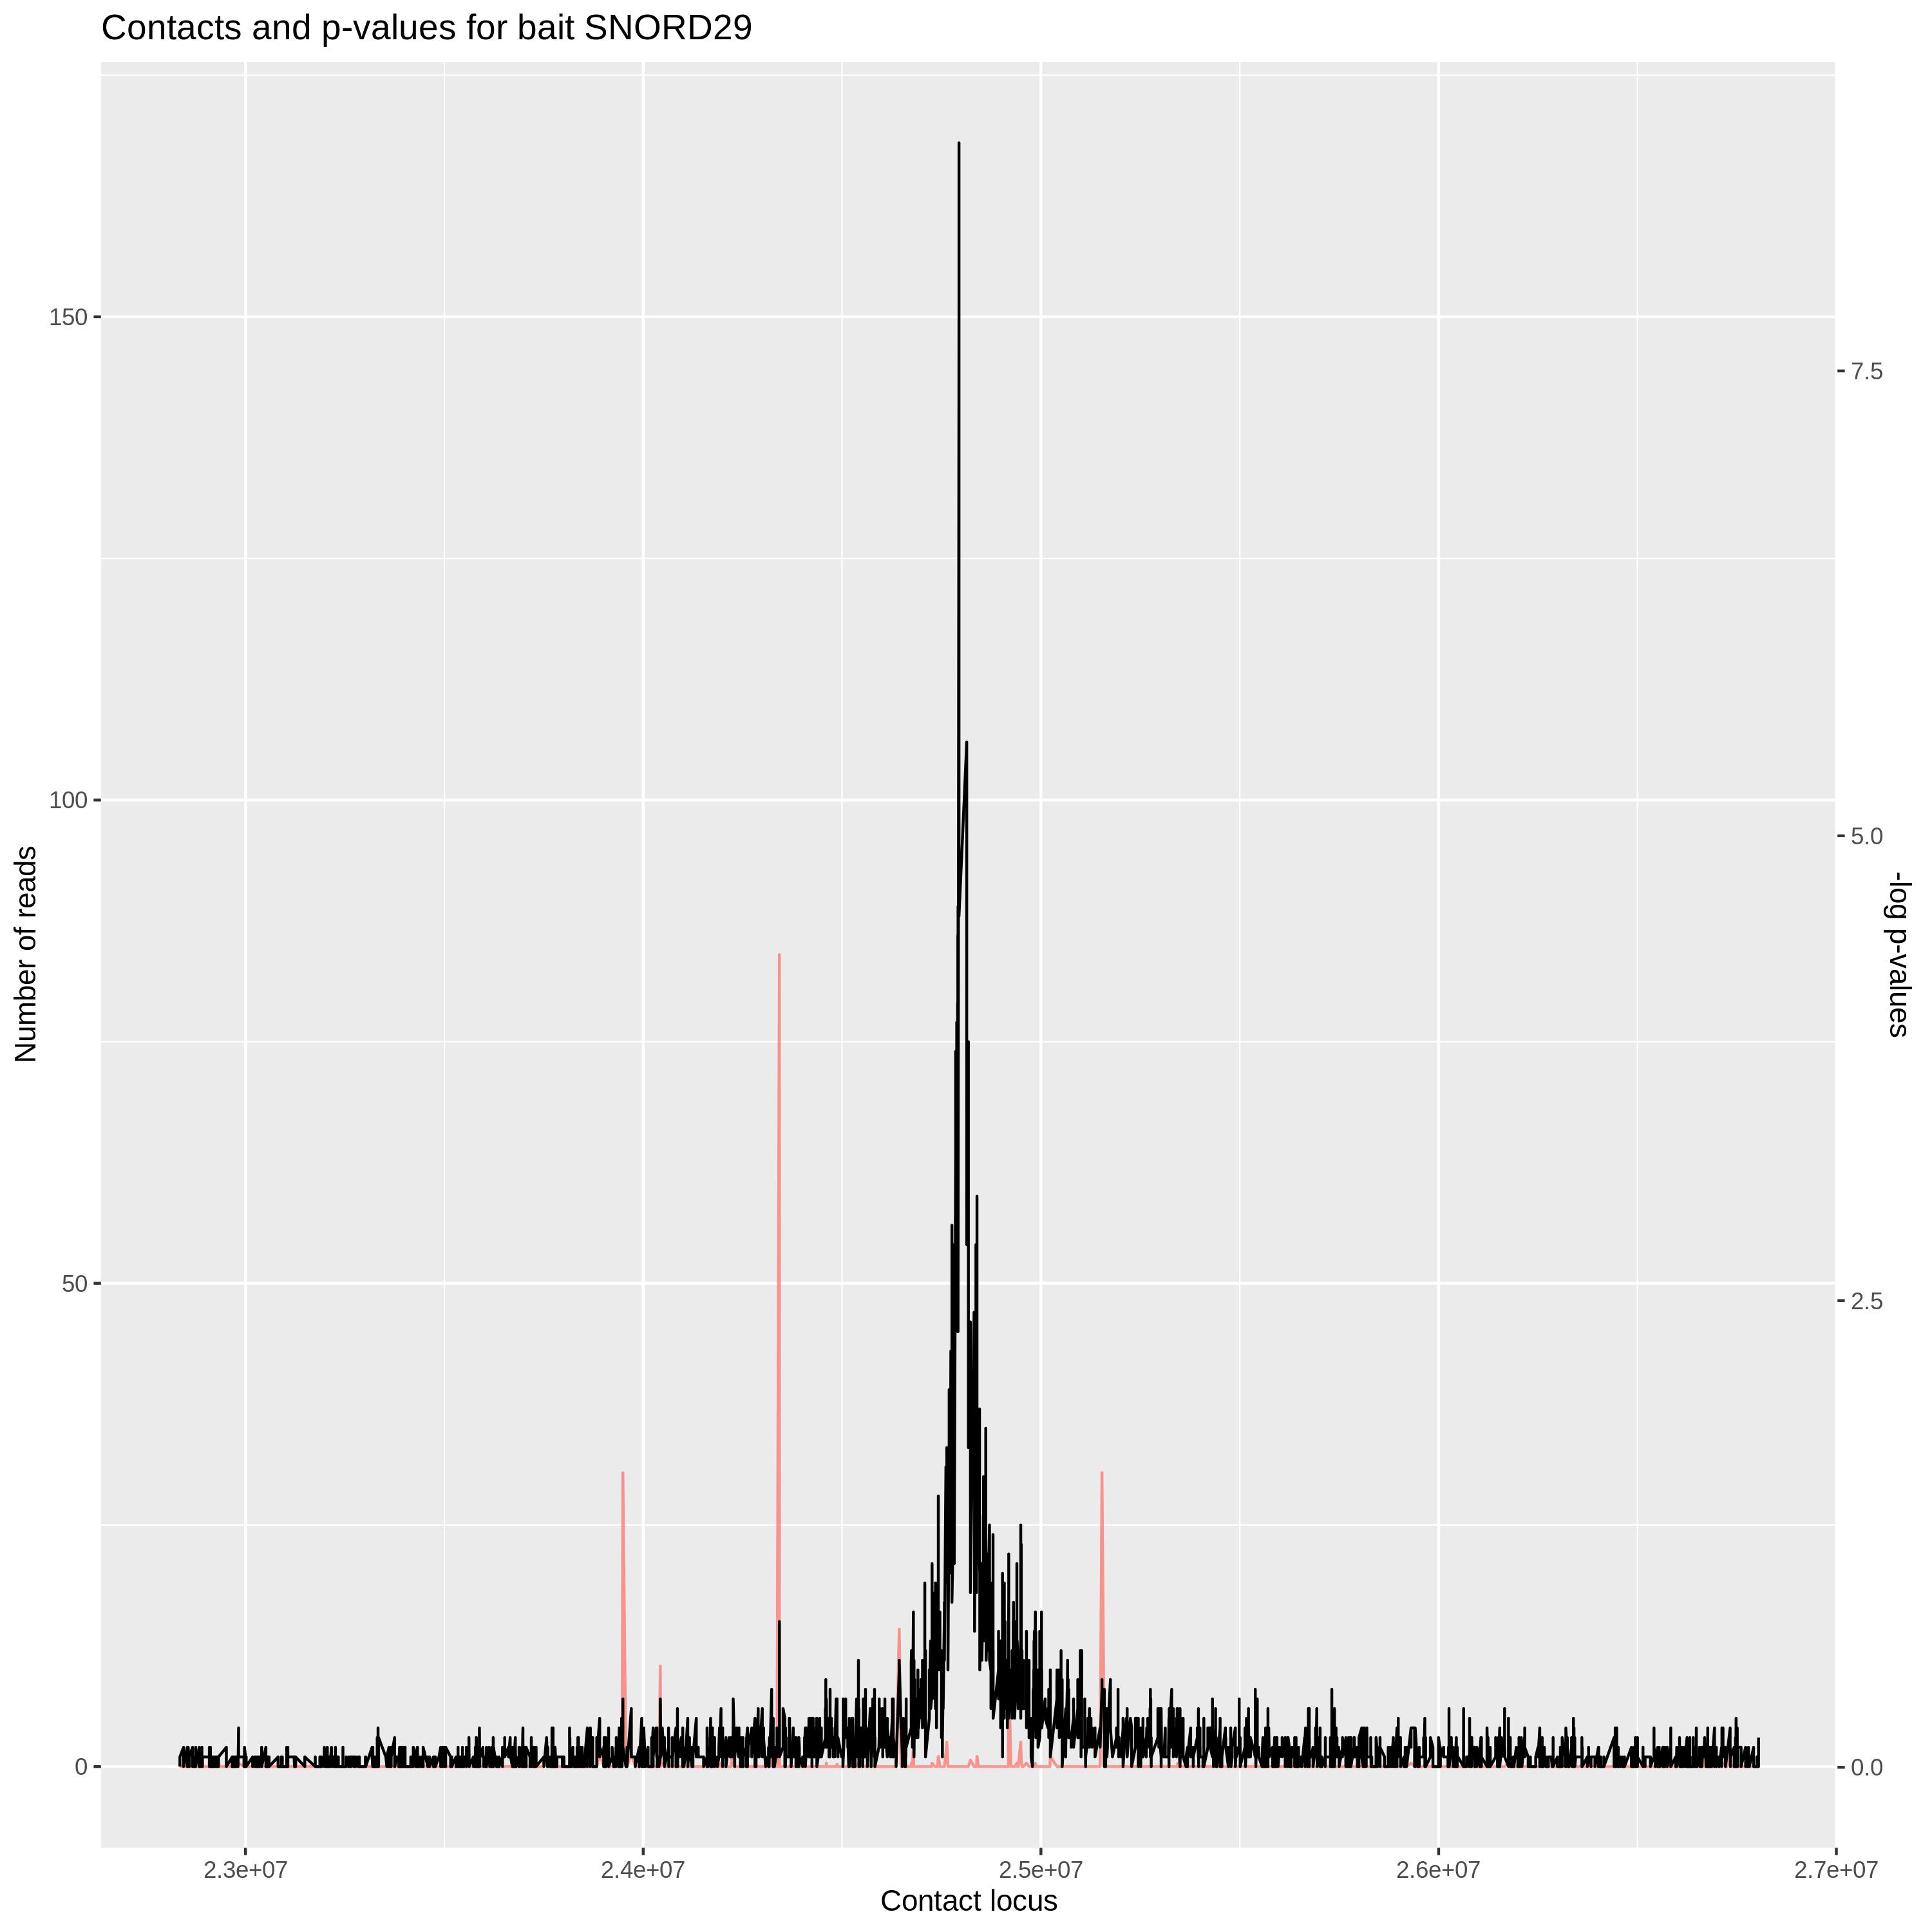 Contacts and p-values for bait SNORD29
150
100
50
0
Number of reads
7.5
5.0
2.5
0.0
-log p-values
2.3e+07
2.4e+07
2.5e+07
2.6e+07
2.7e+07
Contact locus